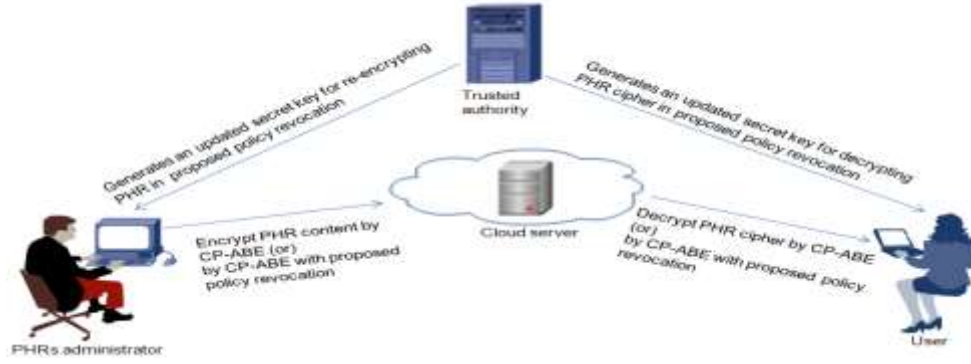 Generates an updated secret key for re-encrypting
PHR in proposed policy revocation
Trusted
authority
Generates an updated secret key for decrypting
PHR cipher in proposed policy revocation
Encrypt PHR content by
CP-ABE (or)
by CP-ABE with proposed
policy revocation
Cloud server
Decrypt PHR cipher by CP-ABE
(or)
by CP-ABE with proposed policy
revocation
PHRs administrator
User